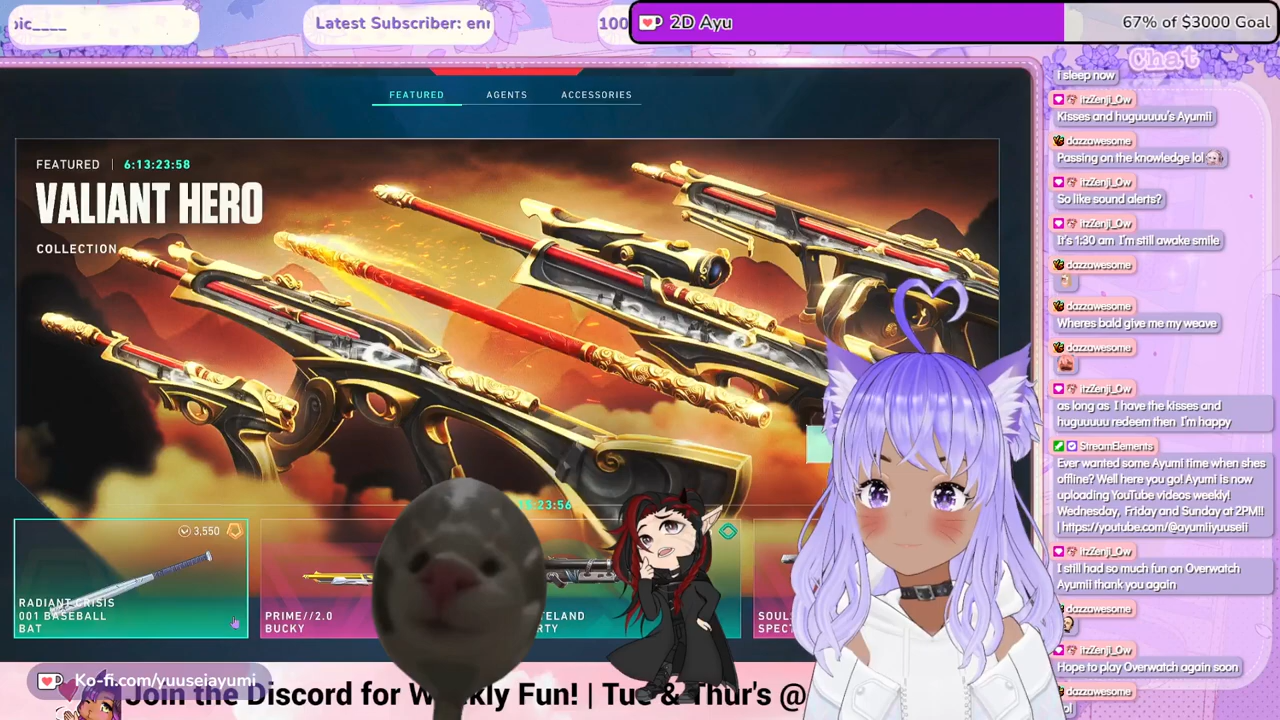 Latest Subscriber: enr
100
2D Ayu
67% of $3000 Goal
Chat
FEATURED
AGENTS
ACCESSORIES
FEATURED | 6:13:23:58
VALIANT HERO
COLLECTION
23:56
3,550
RADIANT CRISIS
001 BASEBALL
BAT
PRIME//2.0
BUCKY
i sleep now
itzZenji_Ow
Kisses and huguuuuu's Ayumii
dazzawesome
Passing on the knowledge lol
itzZenji_Ow
So like sound alerts?
itzZenji_Ow
It's 1:30 am I'm still awake smile
dazzawesome
dazzawesome
Wheres bald give me my weave
dazzawesome
itzZenji_Ow
as long as I have the kisses and
huguuuu redeem then I'm happy
StreamElements
Ever wanted some Ayumi time when shes
offline? Well here you go! Ayumi is now
uploading YouTube videos weekly!
Wednesday, Friday and Sunday at 2PM!!
| https://youtube.com/@ayumiiyuuseii
itzZenji_Ow
I still had so much fun on Overwatch
Ayumii thank you again
dazzawesome
itzZenji_Ow
Hope to play Overwatch again soon
dazzawesome
Ko-fi.com/yuuseiayumi
Join the Discord for Weekly Fun! | Tue & Thur's @